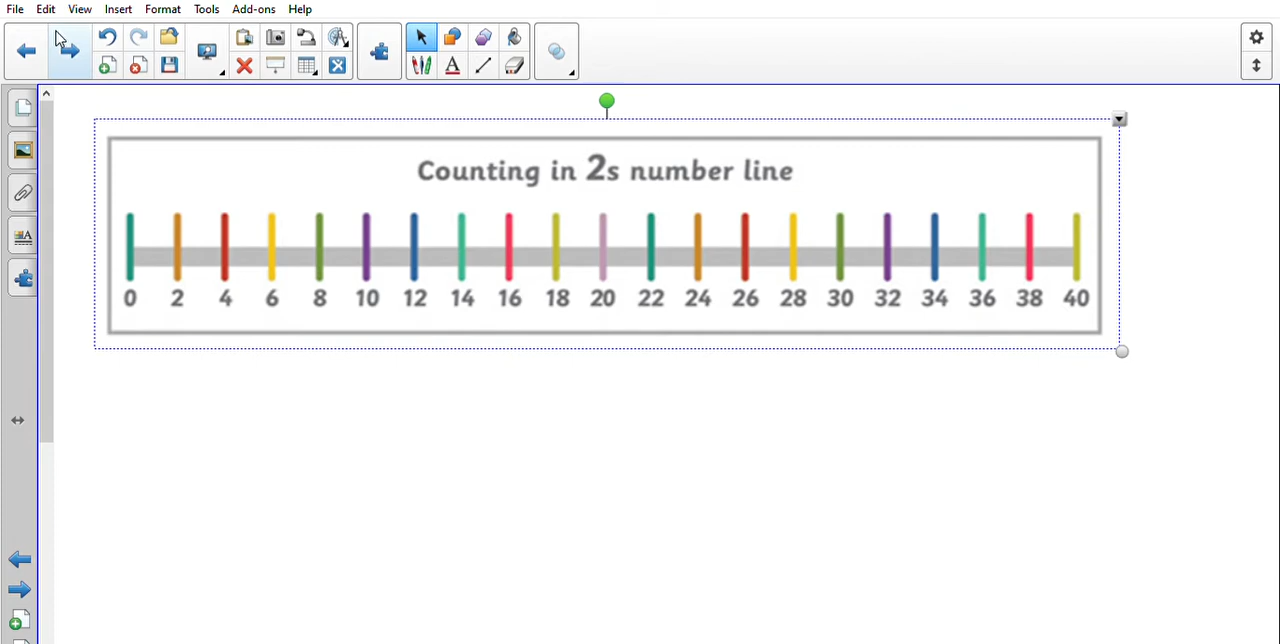 File Edit View Insert Format Tools Add-ons Help
Counting in 2s number line
0 2 4 6 8 10 12 14 16 18 20 22 24 26 28 30 32 34 36 38 40